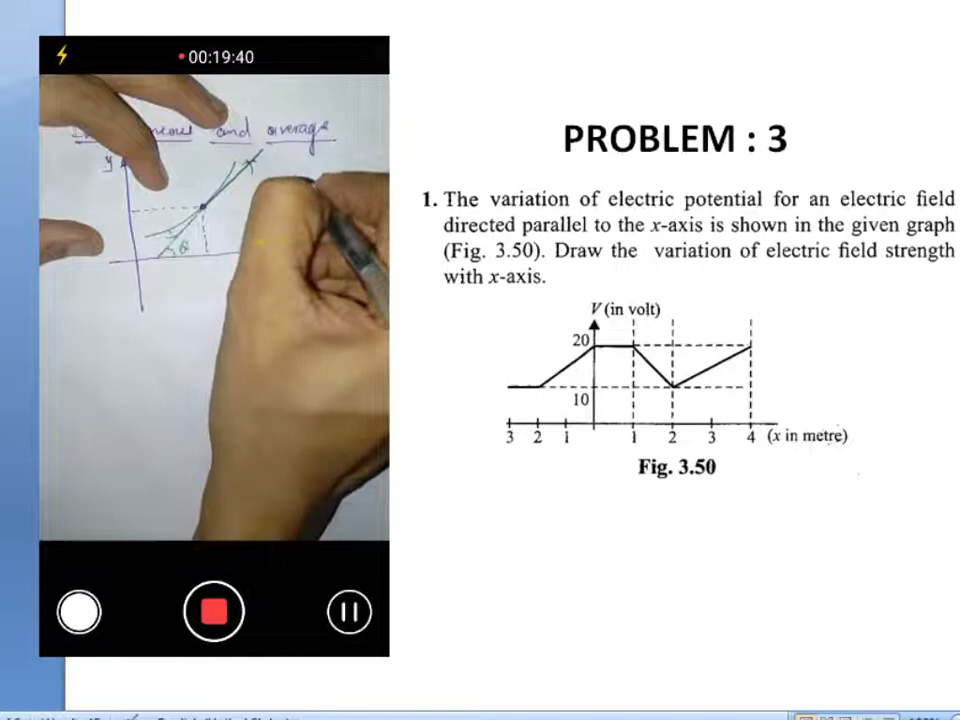 00:19:40
and average
y
θ
PROBLEM : 3
1. The variation of electric potential for an electric field
directed parallel to the x-axis is shown in the given graph
(Fig. 3.50). Draw the variation of electric field strength
with x-axis.
V (in volt)
20
10
3 2 1 1 2 3 4 (x in metre)
Fig. 3.50